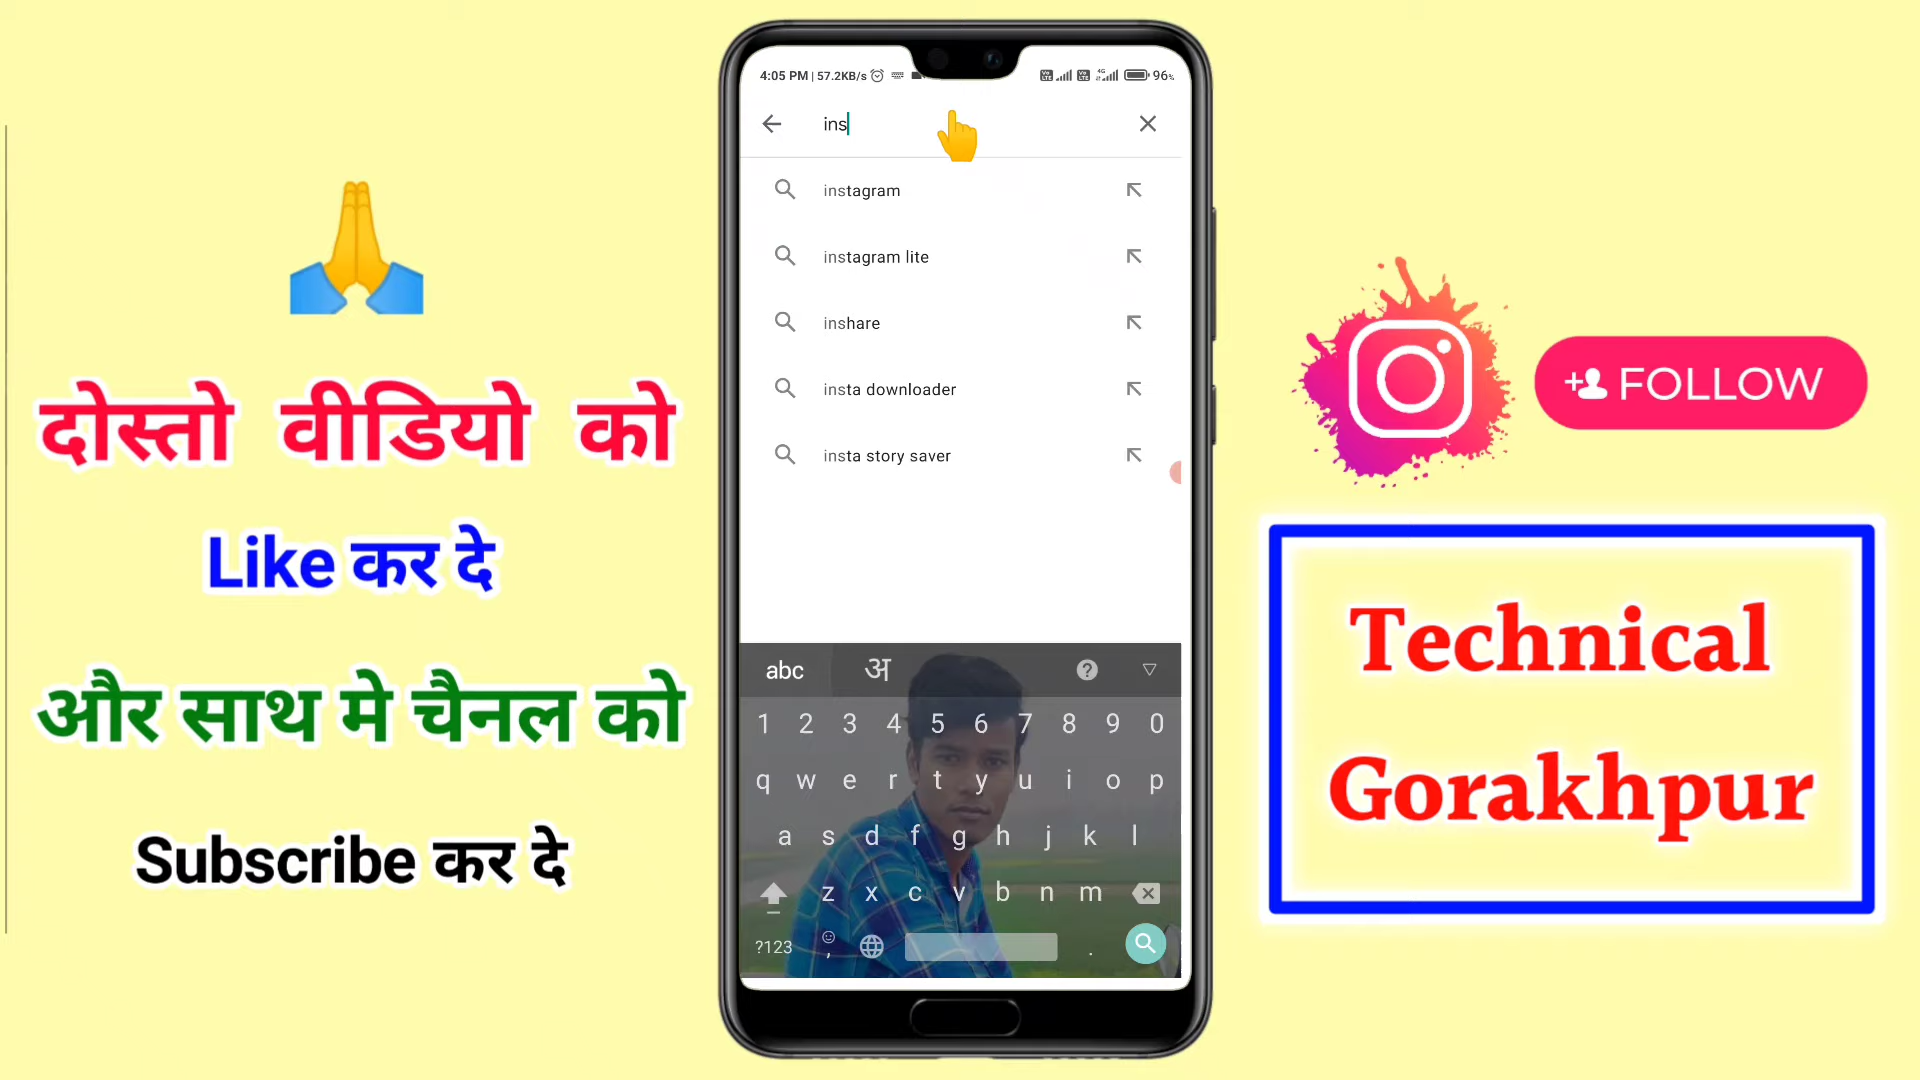 दोस्तो वीडियो को
Like कर दे
और साथ मे चैनल को
Subscribe कर दे
4:05 PM | 57.2KB/s
4G
96%
ins
instagram
instagram lite
inshare
insta downloader
insta story saver
abc अ
1 2 3 4 5 6 7 8 9 0
q w e r t y u i o p
a s d f g h j k l
z x c v b n m
?123 , .
FOLLOW
Technical
Gorakhpur